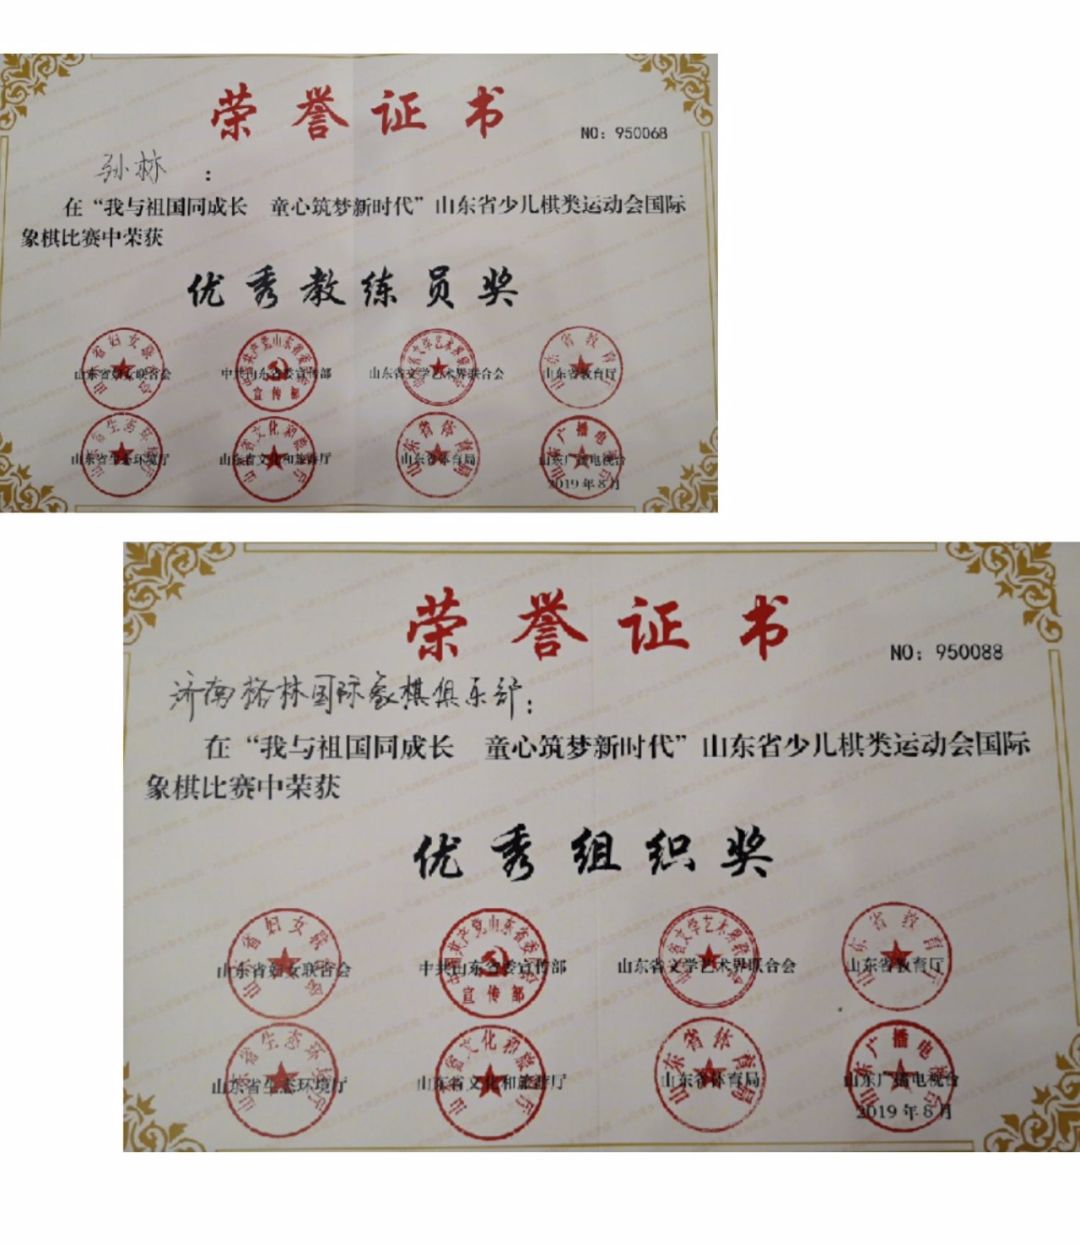 荣誉证书
NO: 950068
孙林:
在“我与祖国同成长 童心筑梦新时代”山东省少儿棋类运动会国际
象棋比赛中荣获
优秀教练员奖
山东省妇女联合会 中共山东省委宣传部 山东省文学艺术界联合会 山东省教育厅
山东省生态环境厅 山东省文化和旅游厅 山东省体育局 山东广播电视台
2019年8月
荣誉证书
NO: 950088
济南格林国际象棋俱乐部:
在“我与祖国同成长 童心筑梦新时代”山东省少儿棋类运动会国际
象棋比赛中荣获
优秀组织奖
山东省妇女联合会 中共山东省委宣传部 山东省文学艺术界联合会 山东省教育厅
山东省生态环境厅 山东省文化和旅游厅 山东省体育局 山东广播电视台
2019年8月